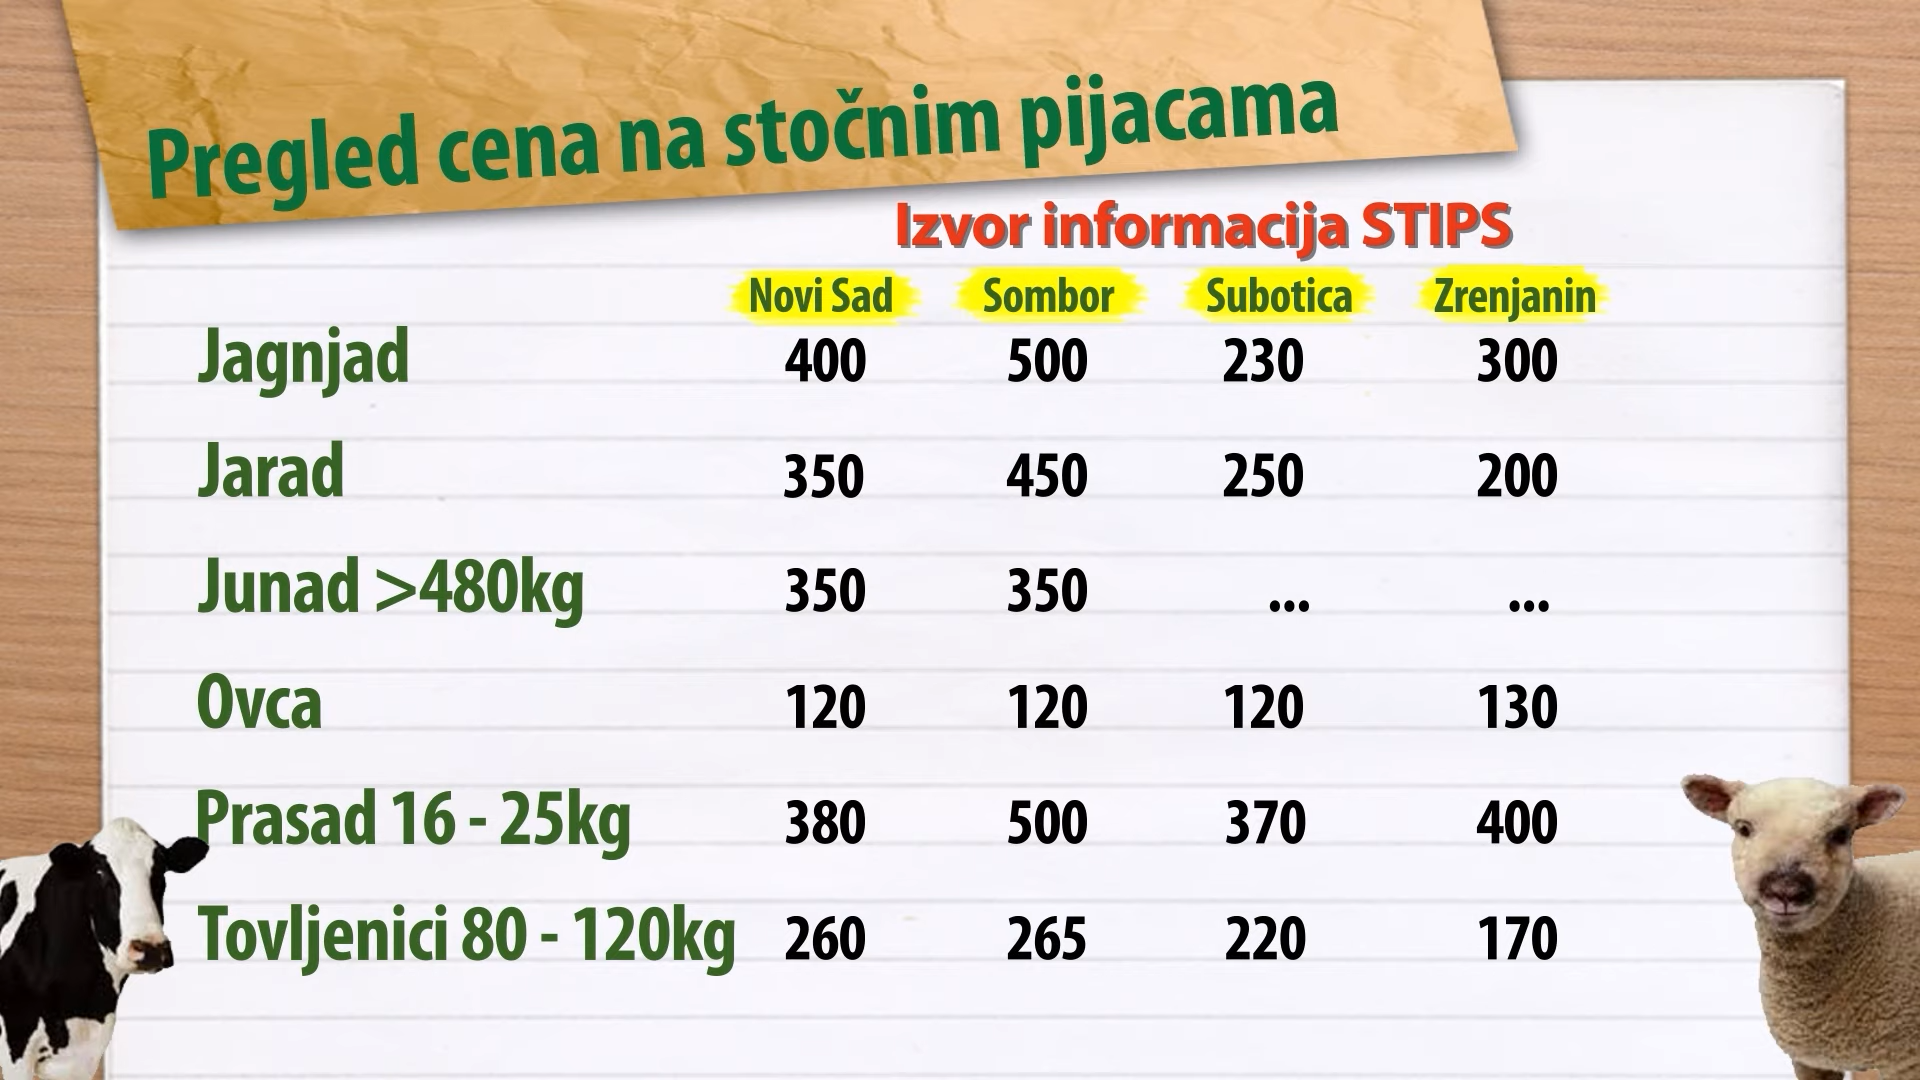 Pregled cena na stočnim pijacama
Izvor informacija STIPS
Novi Sad Sombor Subotica Zrenjanin
Jagnjad 400 500 230 300
Jarad 350 450 250 200
Junad >480kg 350 350 ... ...
Ovca 120 120 120 130
Prasad 16 - 25kg 380 500 370 400
Tovljenici 80 - 120kg 260 265 220 170